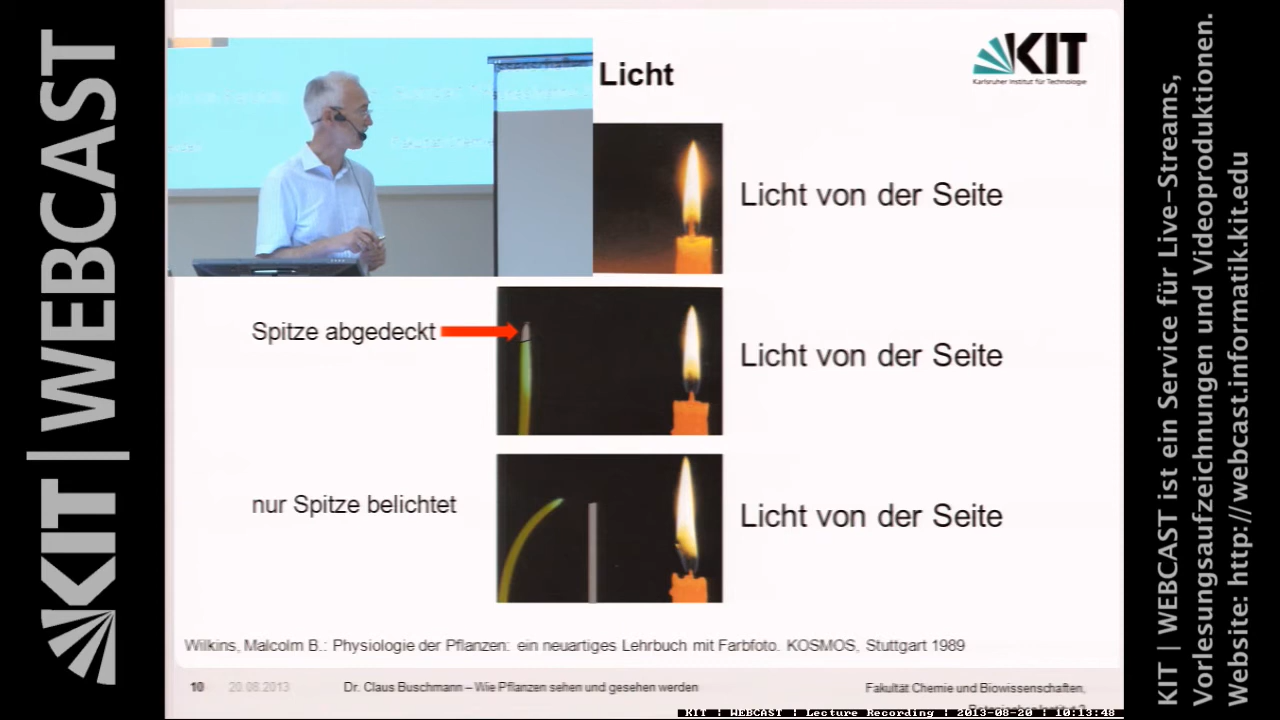 KIT | WEBCAST
Licht
KIT
Karlsruher Institut für Technologie
Licht von der Seite
Spitze abgedeckt
Licht von der Seite
nur Spitze belichtet
Licht von der Seite
Wilkins, Malcolm B.: Physiologie der Pflanzen: ein neuartiges Lehrbuch mit Farbfoto. KOSMOS, Stuttgart 1989
10 20.08.2013 Dr. Claus Buschmann – Wie Pflanzen sehen und gesehen werden
Fakultät Chemie und Biowissenschaften,
KIT : WEBCAST : Lecture Recording : 2013-08-20 : 10:13:48
KIT | WEBCAST ist ein Service für Live-Streams,
Vorlesungsaufzeichnungen und Videoproduktionen.
Website: http://webcast.informatik.kit.edu